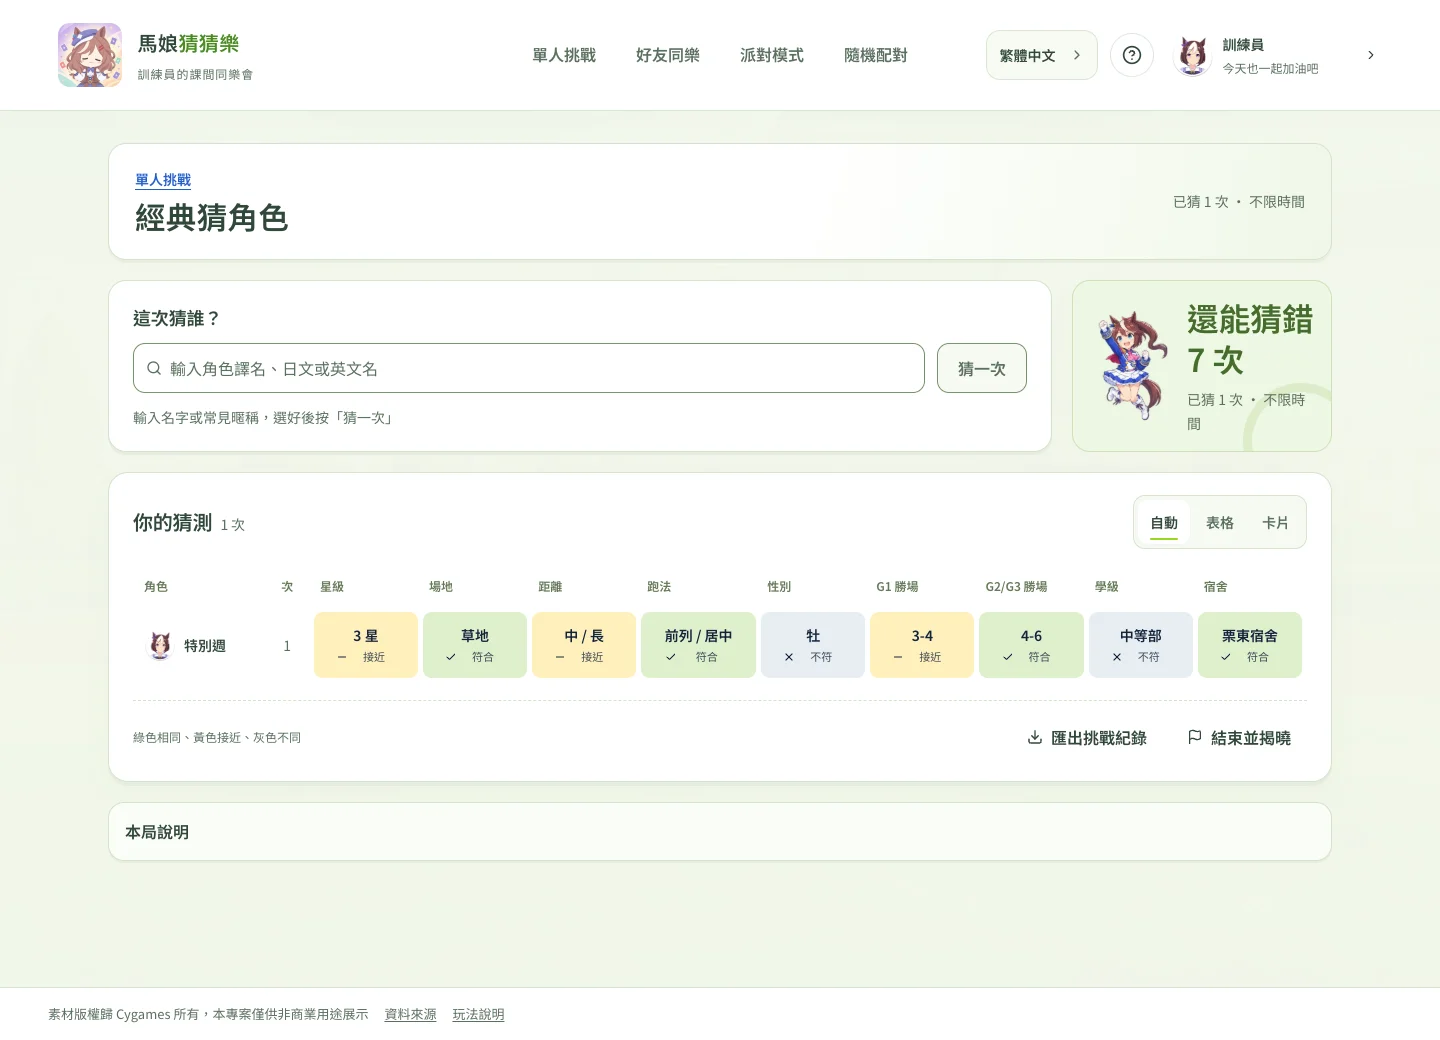 馬娘猜猜樂
訓練員的課間同樂會
單人挑戰
好友同樂
派對模式
隨機配對
繁體中文
訓練員
今天也一起加油吧
單人挑戰
經典猜角色
已猜 1 次 · 不限時間
這次猜誰？
輸入角色譯名、日文或英文名
猜一次
輸入名字或常見暱稱，選好後按「猜一次」
還能猜錯
7 次
已猜 1 次 · 不限時
間
你的猜測 1 次
自動 表格 卡片
角色 次 星級 場地 距離 跑法 性別 G1 勝場 G2/G3 勝場 學級 宿舍
特別週 1 3 星 草地 中 / 長 前列 / 居中 牡 3-4 4-6 中等部 栗東宿舍
接近 符合 接近 符合 不符 接近 符合 不符 符合
綠色相同、黃色接近、灰色不同
匯出挑戰紀錄
結束並揭曉
本局說明
素材版權歸 Cygames 所有，本專案僅供非商業用途展示 資料來源 玩法說明